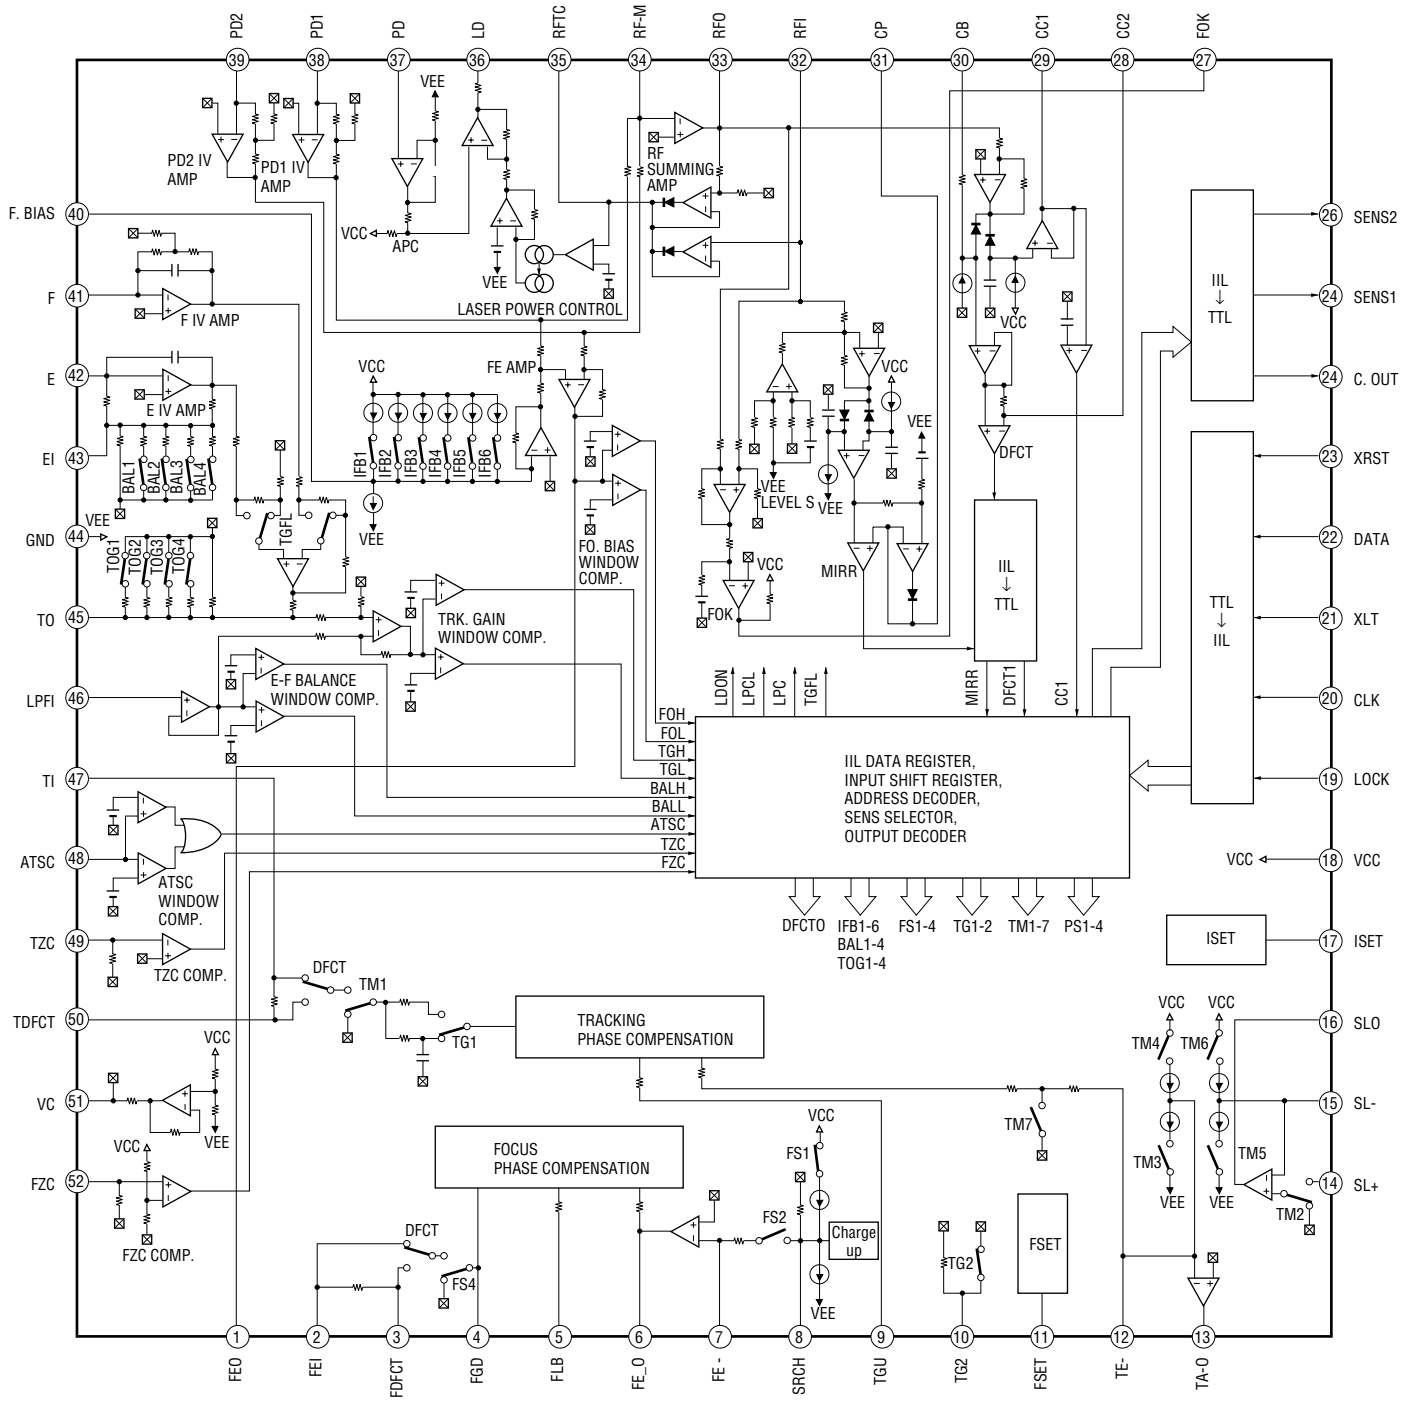 PD2
PD1
PD
LD
RFTC
RF-M
RFO
RFI
CP
CB
CC1
CC2
FOK
39
38
37
36
35
34
33
32
31
30
29
28
27
VEE
PD2 IV
AMP
PD1 IV
AMP
RF
SUMMING
AMP
F. BIAS
40
VCC
APC
VEE
LASER POWER CONTROL
26
SENS2
IIL
↓
TTL
F
41
F IV AMP
24
SENS1
VCC
E
42
E IV AMP
VCC
FE AMP
VCC
VEE
24
C. OUT
EI
43
BAL1
BAL2
BAL3
BAL4
IFB1
IFB2
IFB3
IFB4
IFB5
IFB6
VEE
LEVEL S
VEE
DFCT
23
XRST
GND
44
VEE
TOG1
TOG2
TOG3
TOG4
TGFL
VEE
FO. BIAS
WINDOW
COMP.
VCC
MIRR
FOK
IIL
↓
TTL
22
DATA
TTL
↓
IIL
TO
45
TRK. GAIN
WINDOW COMP.
21
XLT
LPFI
46
E-F BALANCE
WINDOW COMP.
LDON
LPCL
LPC
TGFL
MIRR
DFCT1
CC1
20
CLK
FOH
FOL
TGH
TGL
BALH
BALL
ATSC
TZC
FZC
IIL DATA REGISTER,
INPUT SHIFT REGISTER,
ADDRESS DECODER,
SENS SELECTOR,
OUTPUT DECODER
TI
47
19
LOCK
ATSC
48
ATSC
WINDOW
COMP.
VCC
18
VCC
DFCTO
IFB1-6
BAL1-4
TOG1-4
FS1-4
TG1-2
TM1-7
PS1-4
TZC
49
TZC COMP.
ISET
17
ISET
DFCT
TM1
TG1
TDFCT
50
TRACKING
PHASE COMPENSATION
VCC
VCC
TM4
TM6
16
SLO
VC
51
VCC
VEE
TM7
15
SL-
VCC
FZC
52
FZC COMP.
FOCUS
PHASE COMPENSATION
VCC
FS1
TM3
TM5
VEE
VEE
14
SL+
TM2
DFCT
FS4
FS2
Charge
up
VEE
TG2
FSET
1
2
3
4
5
6
7
8
9
10
11
12
13
FEO
FEI
FDFCT
FGD
FLB
FE_O
FE -
SRCH
TGU
TG2
FSET
TE-
TA-O